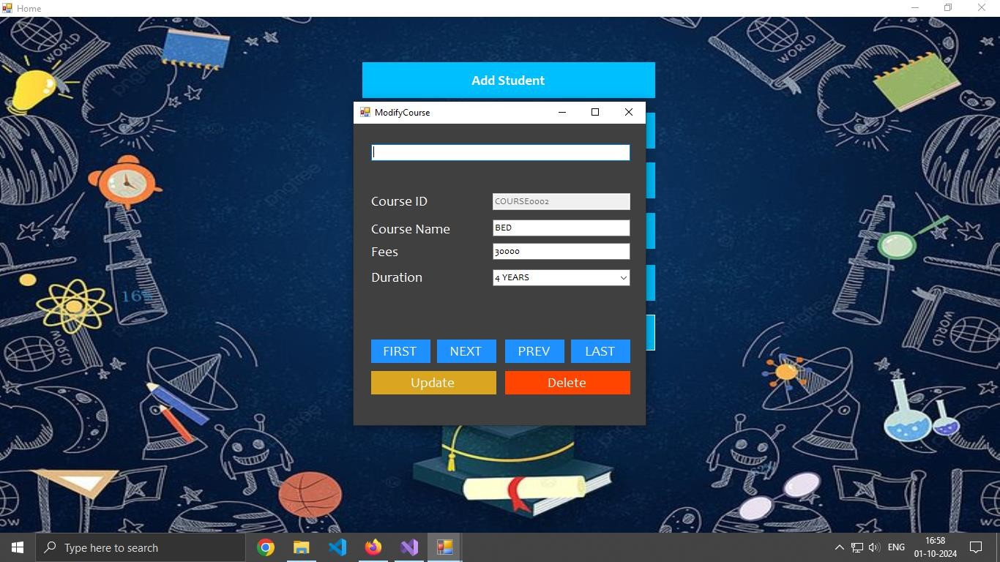 Home
WORLD
WORLD
Add Student
ModifyCourse
Course ID
COURSE0002
Course Name
BED
Fees
30000
Duration
4 YEARS
16%
WORLD
FIRST
NEXT
PREV
LAST
Update
Delete
pngtree
Type here to search
ENG
16:58
01-10-2024